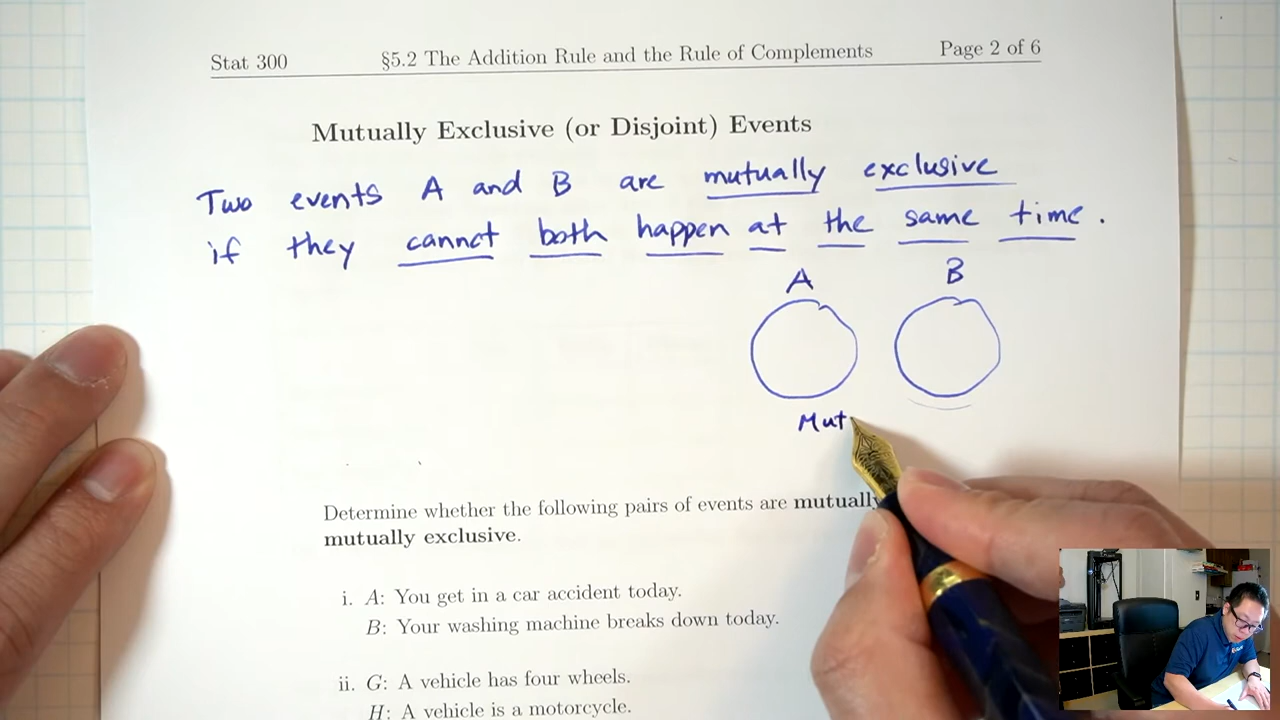 Stat 300 §5.2 The Addition Rule and the Rule of Complements Page 2 of 6
Mutually Exclusive (or Disjoint) Events
Two events A and B are mutually exclusive
if they cannot both happen at the same time.
A B
Mut
Determine whether the following pairs of events are mutually
mutually exclusive.
i. A: You get in a car accident today.
B: Your washing machine breaks down today.
ii. G: A vehicle has four wheels.
H: A vehicle is a motorcycle.